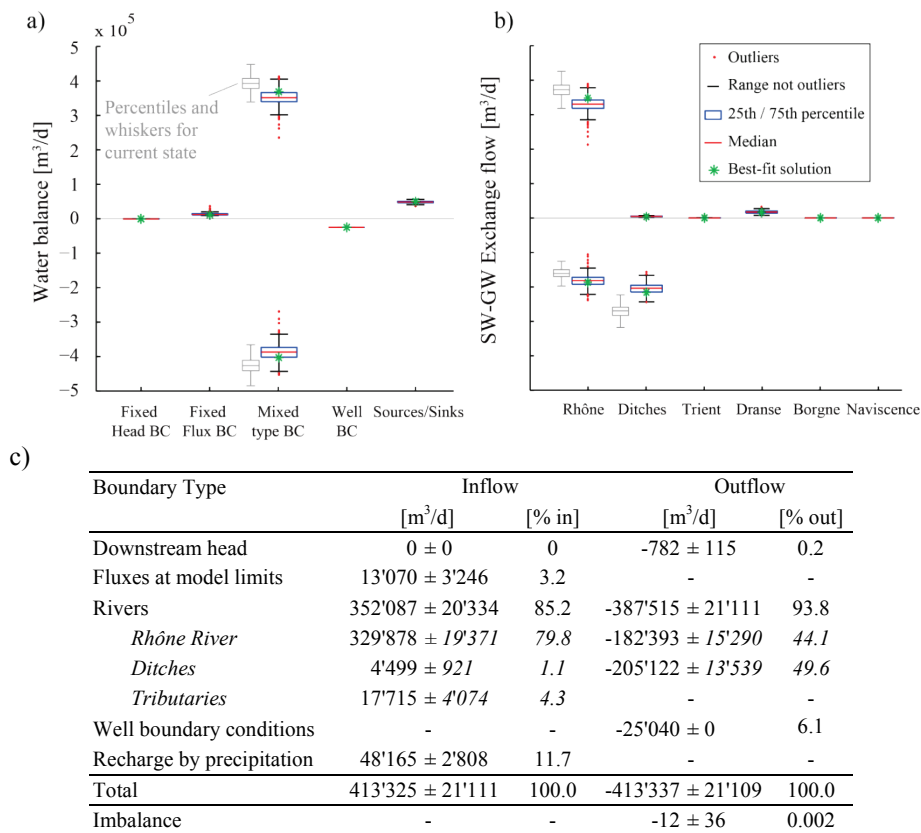 a)
x 10^5
5
4
3
2
1
0
−1
−2
−3
−4
−5
Water balance [m³/d]
Percentiles and
whiskers for
current state
Fixed
Head BC
Fixed
Flux BC
Mixed
type BC
Well
BC
Sources/Sinks
b)
SW-GW Exchange flow [m³/d]
Outliers
Range not outliers
25th / 75th percentile
Median
Best-fit solution
Rhône Ditches Trient Dranse Borgne Naviscence
c)
Boundary Type Inflow Outflow
[m³/d] [% in] [m³/d] [% out]
Downstream head 0 ± 0 0 -782 ± 115 0.2
Fluxes at model limits 13'070 ± 3'246 3.2 - -
Rivers 352'087 ± 20'334 85.2 -387'515 ± 21'111 93.8
Rhône River 329'878 ± 19'371 79.8 -182'393 ± 15'290 44.1
Ditches 4'499 ± 921 1.1 -205'122 ± 13'539 49.6
Tributaries 17'715 ± 4'074 4.3 - -
Well boundary conditions - - -25'040 ± 0 6.1
Recharge by precipitation 48'165 ± 2'808 11.7 - -
Total 413'325 ± 21'111 100.0 -413'337 ± 21'109 100.0
Imbalance - - -12 ± 36 0.002